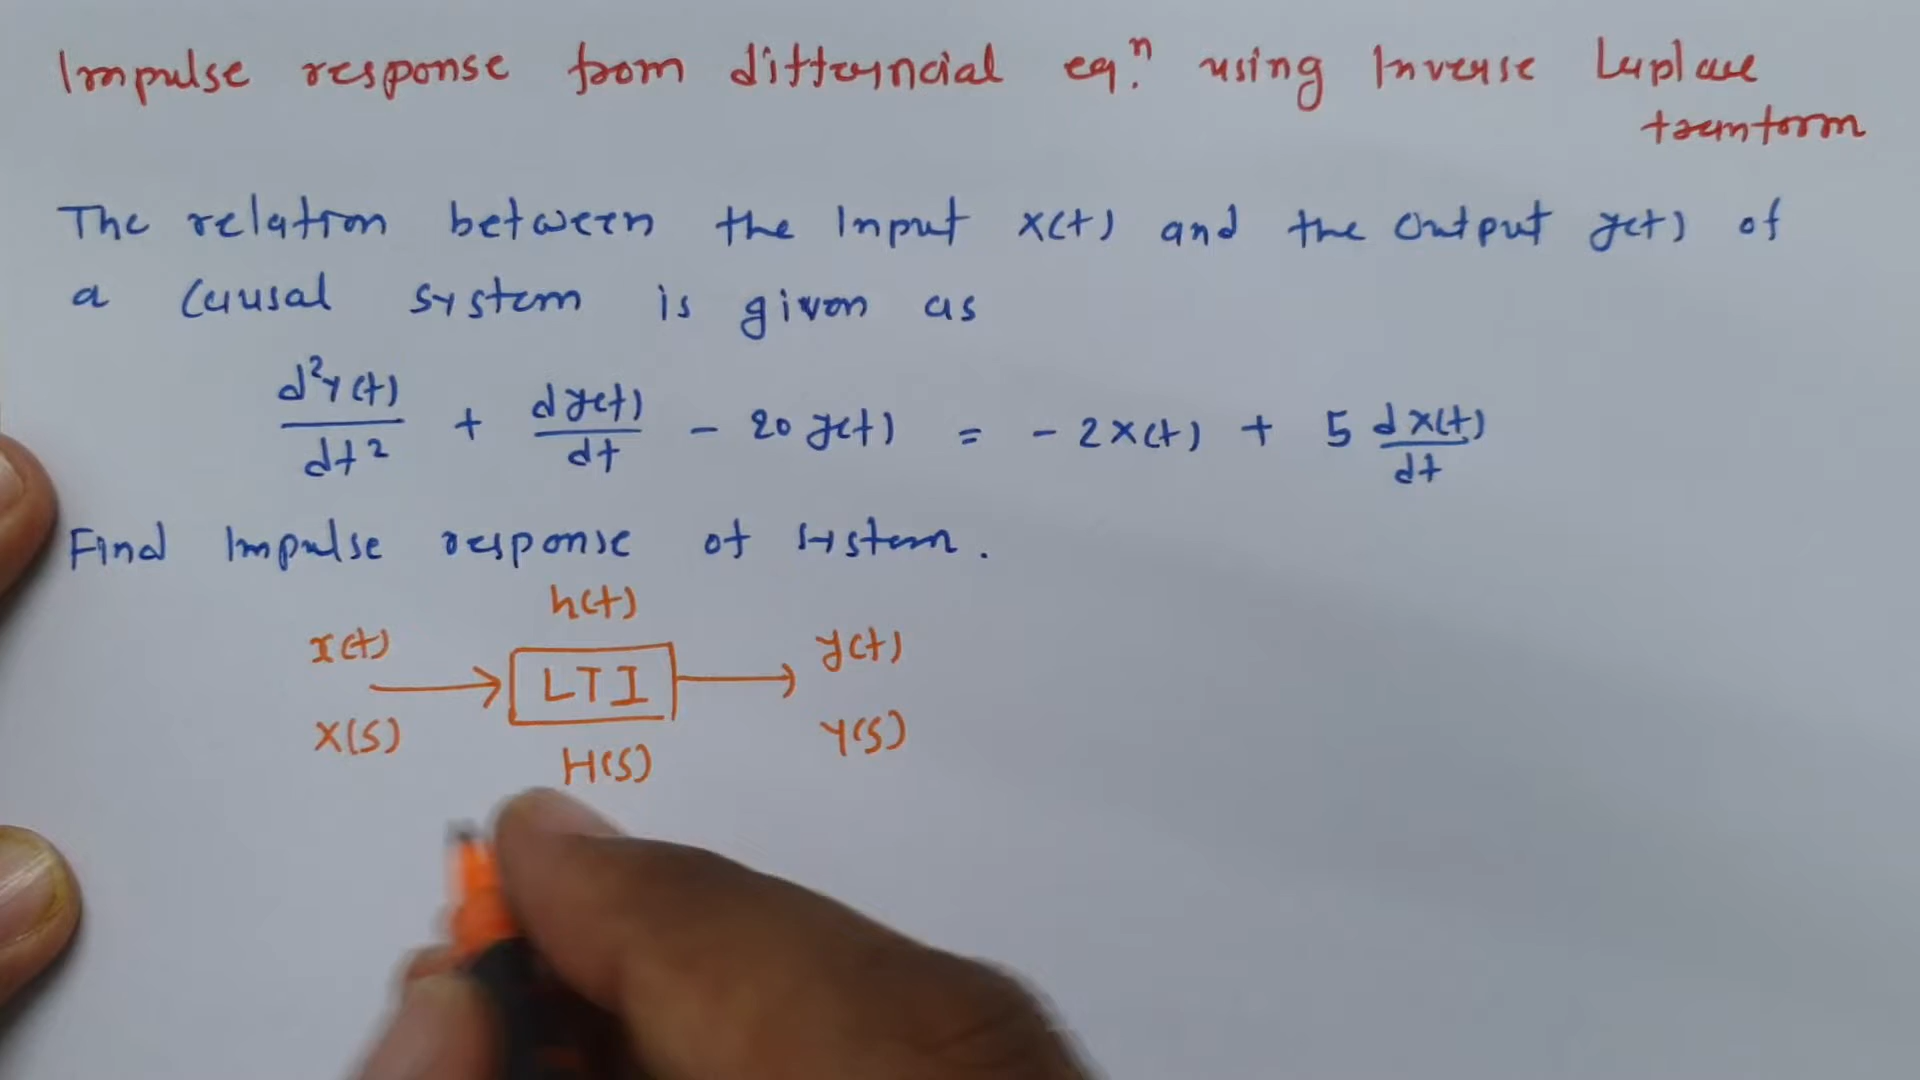 Impulse response from differncial eqⁿ. using Inverse Laplace
transform
The relation between the Input x(t) and the output y(t) of
a causal system is given as
d²y(t)/dt² + dy(t)/dt - 20 y(t) = - 2x(t) + 5 dx(t)/dt
Find Impulse response of system.
h(t)
x(t) LTI y(t)
X(s) H(s) Y(s)